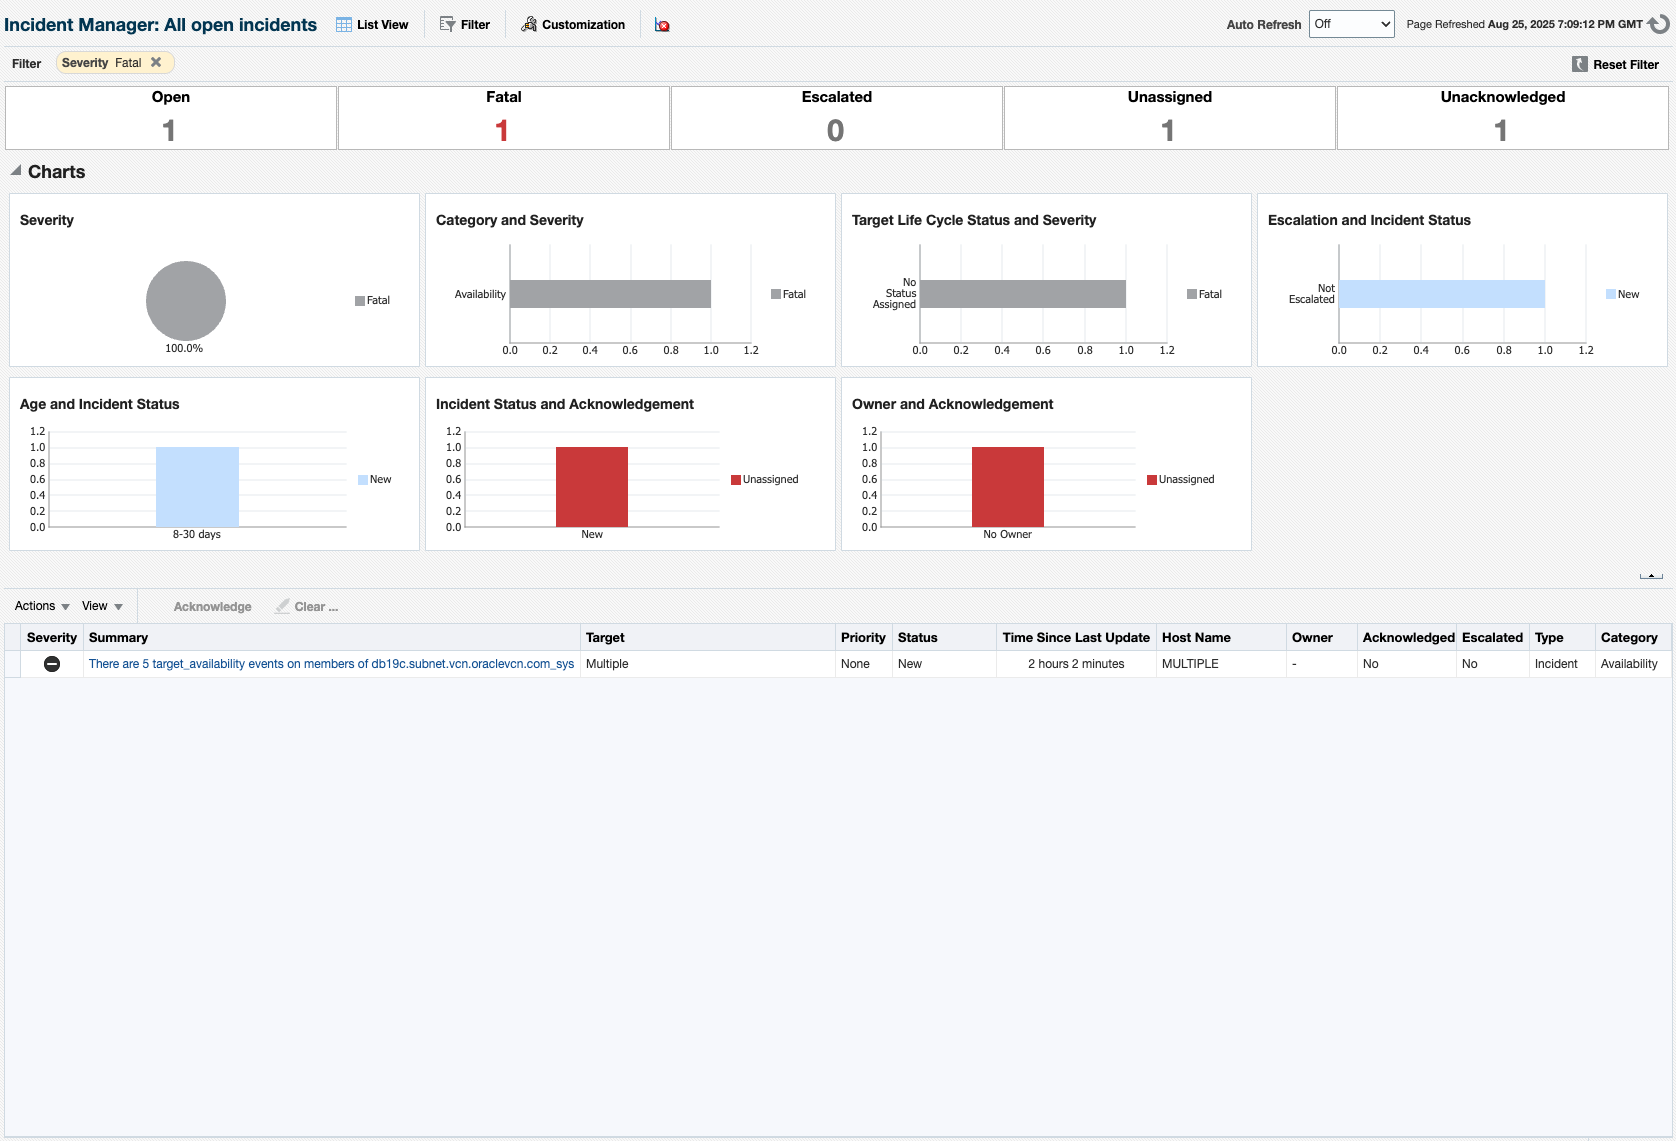 Incident Manager: All open incidents List View Filter Customization Auto Refresh Off Page Refreshed Aug 25, 2025 7:09:12 PM GMT
Filter Severity Fatal Reset Filter
Open Fatal Escalated Unassigned Unacknowledged
1 1 0 1 1
Charts
Severity
Fatal
100.0%
Category and Severity
Availability
Fatal
0.0 0.2 0.4 0.6 0.8 1.0 1.2
Target Life Cycle Status and Severity
No
Status
Assigned
Fatal
0.0 0.2 0.4 0.6 0.8 1.0 1.2
Escalation and Incident Status
Not
Escalated
New
0.0 0.2 0.4 0.6 0.8 1.0 1.2
Age and Incident Status
1.2
1.0
0.8
0.6
0.4
0.2
0.0
New
8-30 days
Incident Status and Acknowledgement
1.2
1.0
0.8
0.6
0.4
0.2
0.0
Unassigned
New
Owner and Acknowledgement
1.2
1.0
0.8
0.6
0.4
0.2
0.0
Unassigned
No Owner
Actions View Acknowledge Clear ...
Severity Summary Target Priority Status Time Since Last Update Host Name Owner Acknowledged Escalated Type Category
There are 5 target_availability events on members of db19c.subnet.vcn.oraclevcn.com_sys Multiple None New 2 hours 2 minutes MULTIPLE - No No Incident Availability